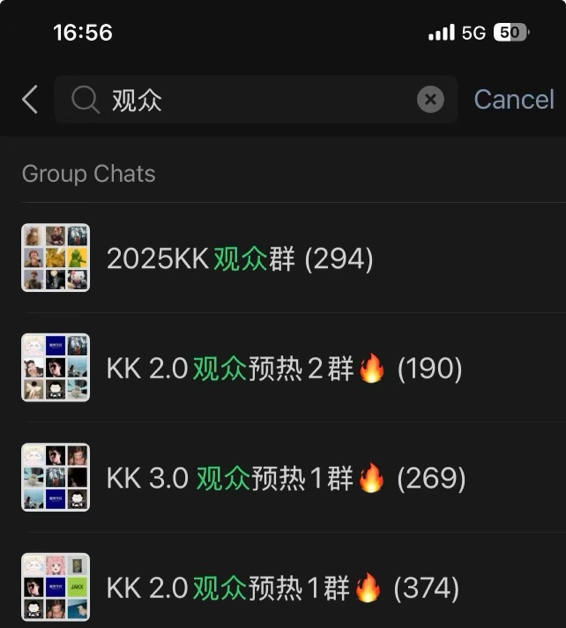 16:56
5G
50
观众
Cancel
Group Chats
2025KK观众群 (294)
KK 2.0观众预热2群🔥 (190)
KK 3.0 观众预热1群🔥 (269)
KK 2.0观众预热1群🔥 (374)